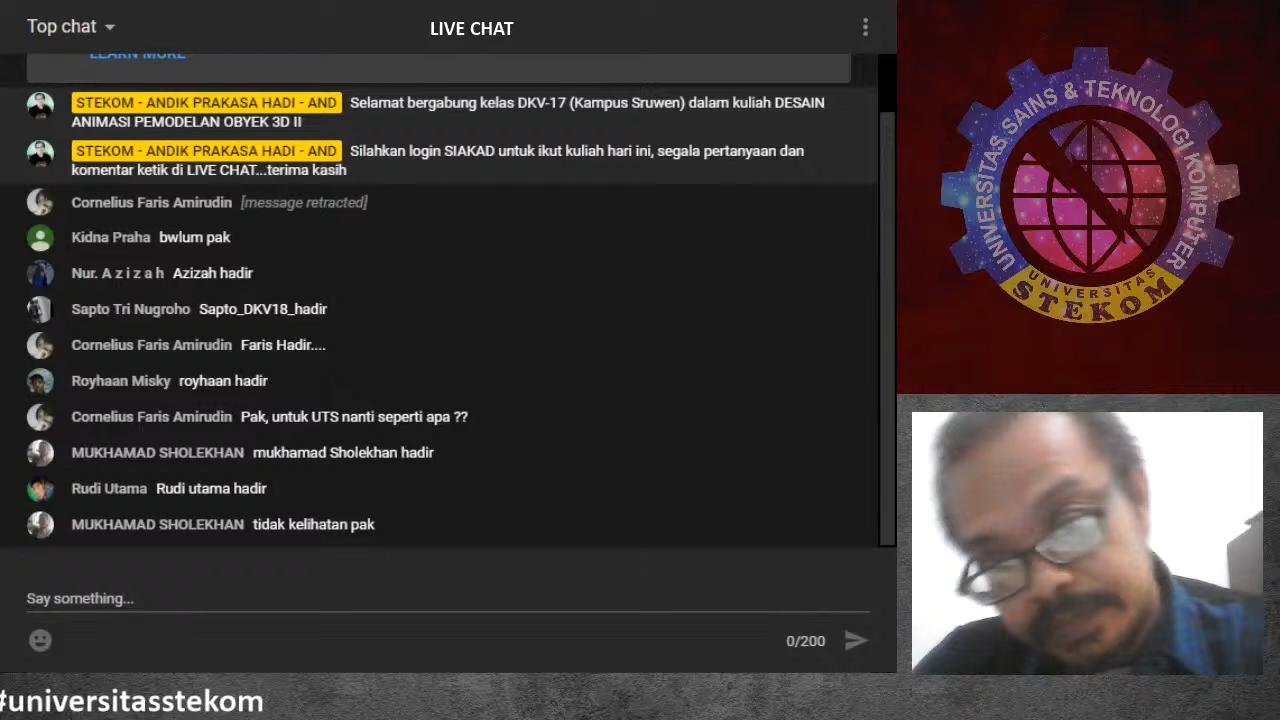 Top chat
LIVE CHAT
LEARN MORE
STEKOM - ANDIK PRAKASA HADI - AND Selamat bergabung kelas DKV-17 (Kampus Sruwen) dalam kuliah DESAIN
ANIMASI PEMODELAN OBYEK 3D II
STEKOM - ANDIK PRAKASA HADI - AND Silahkan login SIAKAD untuk ikut kuliah hari ini, segala pertanyaan dan
komentar ketik di LIVE CHAT...terima kasih
Cornelius Faris Amirudin [message retracted]
Kidna Praha bwlum pak
Nur. A z i z a h Azizah hadir
Sapto Tri Nugroho Sapto_DKV18_hadir
Cornelius Faris Amirudin Faris Hadir....
Royhaan Misky royhaan hadir
Cornelius Faris Amirudin Pak, untuk UTS nanti seperti apa ??
MUKHAMAD SHOLEKHAN mukhamad Sholekhan hadir
Rudi Utama Rudi utama hadir
MUKHAMAD SHOLEKHAN tidak kelihatan pak
Say something...
0/200
UNIVERSITAS SAINS & TEKNOLOGI KOMPUTER
UNIVERSITAS
STEKOM
#universitasstekom